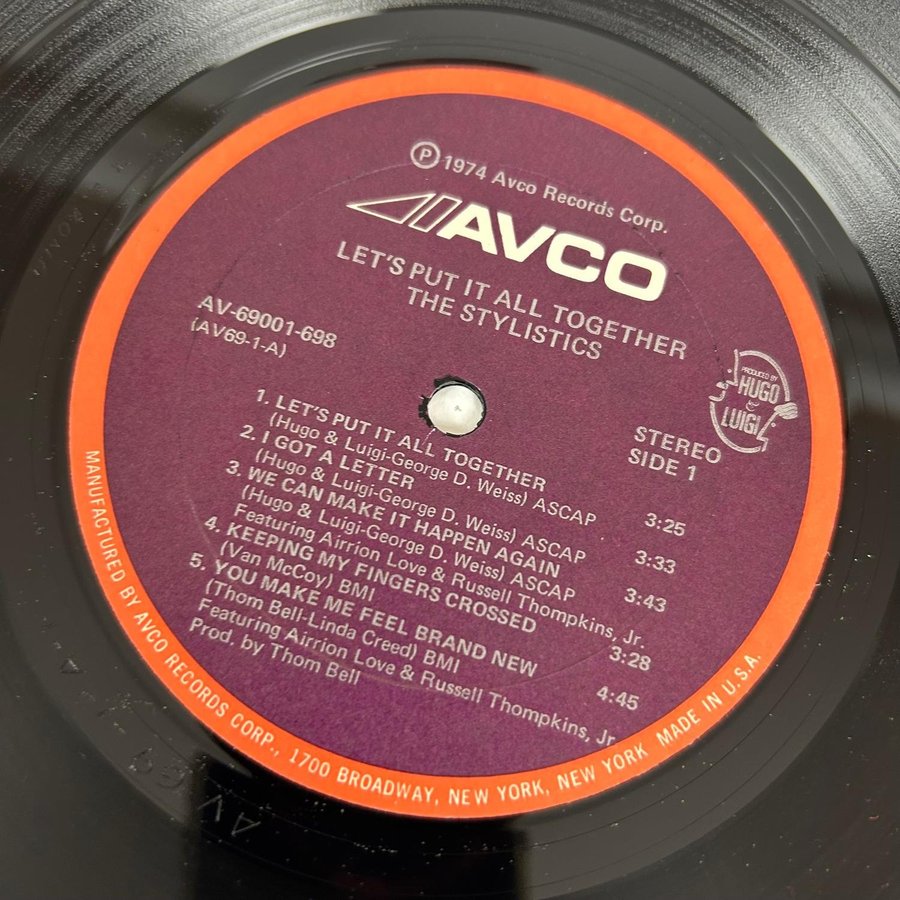 ℗ 1974 Avco Records Corp.
AVCO
LET'S PUT IT ALL TOGETHER
THE STYLISTICS
AV-69001-698
(AV69-1-A)
PRODUCED BY
HUGO
&
LUIGI
STEREO
SIDE 1
1. LET'S PUT IT ALL TOGETHER
(Hugo & Luigi-George D. Weiss) ASCAP 3:25
2. I GOT A LETTER
(Hugo & Luigi-George D. Weiss) ASCAP 3:33
3. WE CAN MAKE IT HAPPEN AGAIN
(Hugo & Luigi-George D. Weiss) ASCAP 3:43
Featuring Airrion Love & Russell Thompkins, Jr.
4. KEEPING MY FINGERS CROSSED
(Van McCoy) BMI 3:28
5. YOU MAKE ME FEEL BRAND NEW
(Thom Bell-Linda Creed) BMI 4:45
Featuring Airrion Love & Russell Thompkins, Jr.
Prod. by Thom Bell
MANUFACTURED BY AVCO RECORDS CORP., 1700 BROADWAY, NEW YORK, NEW YORK MADE IN U.S.A.